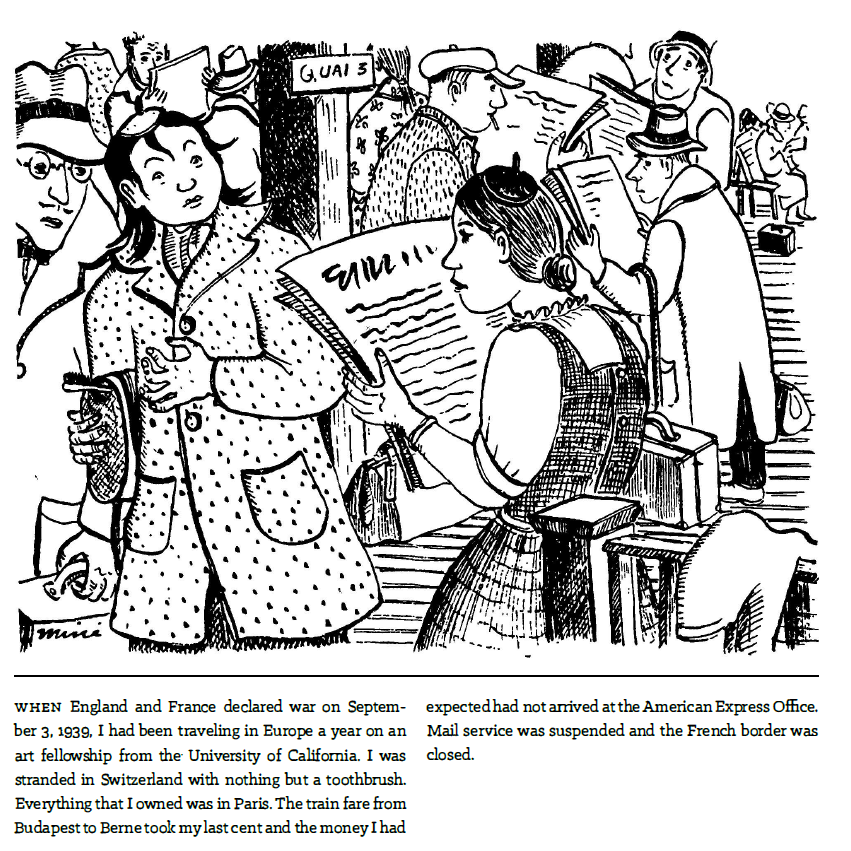 QUAI 3
miné
WHEN England and France declared war on Septem-
ber 3, 1939, I had been traveling in Europe a year on an
art fellowship from the University of California. I was
stranded in Switzerland with nothing but a toothbrush.
Everything that I owned was in Paris. The train fare from
Budapest to Berne took my last cent and the money I had
expected had not arrived at the American Express Office.
Mail service was suspended and the French border was
closed.